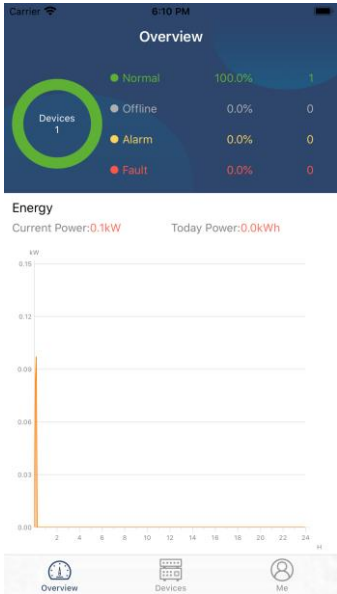 Carrier 6:10 PM
Overview
Devices
1
Normal 100.0% 1
Offline 0.0% 0
Alarm 0.0% 0
Fault 0.0% 0
Energy
Current Power:0.1kW Today Power:0.0kWh
kW
0.15
0.12
0.09
0.06
0.03
0.00
2 4 6 8 10 12 14 16 18 20 22 24
H
Overview Devices Me